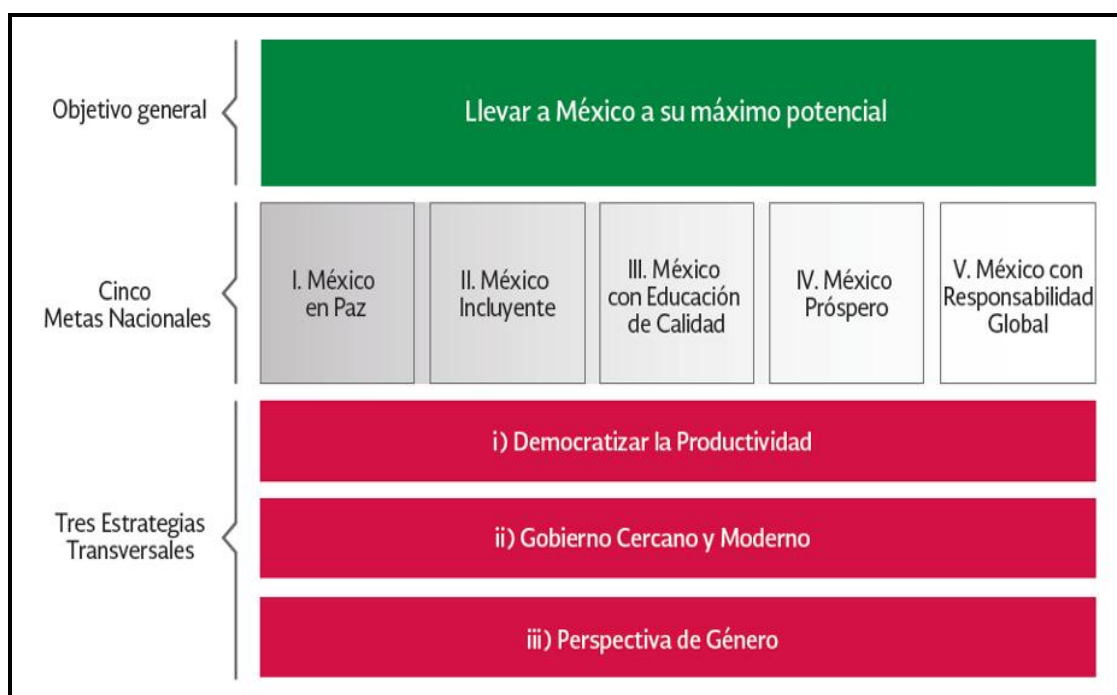 Objetivo general
Llevar a México a su máximo potencial
Cinco
Metas Nacionales
I. México
en Paz
II. México
Incluyente
III. México
con Educación
de Calidad
IV. México
Próspero
V. México con
Responsabilidad
Global
Tres Estrategias
Transversales
i) Democratizar la Productividad
ii) Gobierno Cercano y Moderno
iii) Perspectiva de Género